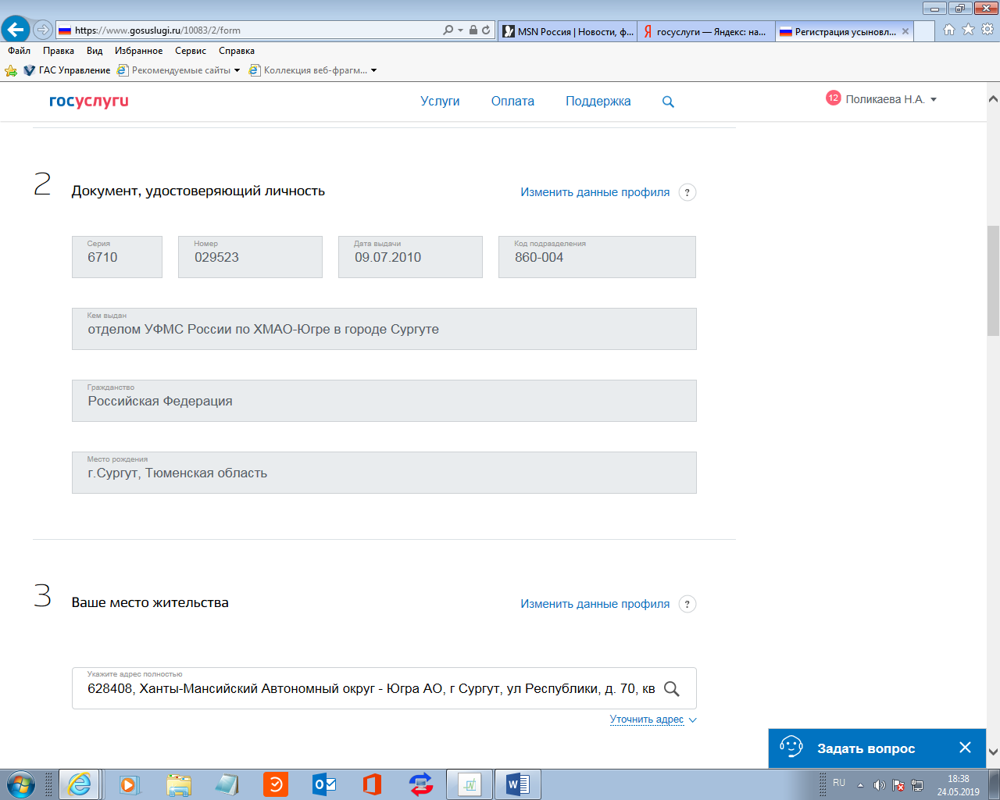 https://www.gosuslugi.ru/10083/2/form
MSN Россия | Новости, ф...
госуслуги — Яндекс: на...
Регистрация усыновл...
Файл Правка Вид Избранное Сервис Справка
ГАС Управление Рекомендуемые сайты Коллекция веб-фрагм...
госуслуги Услуги Оплата Поддержка 12 Поликаева Н.А.
2 Документ, удостоверяющий личность Изменить данные профиля ?
Серия Номер Дата выдачи Код подразделения
6710 029523 09.07.2010 860-004
Кем выдан
отделом УФМС России по ХМАО-Югре в городе Сургуте
Гражданство
Российская Федерация
Место рождения
г.Сургут, Тюменская область
3 Ваше место жительства Изменить данные профиля ?
Укажите адрес полностью
628408, Ханты-Мансийский Автономный округ - Югра АО, г Сургут, ул Республики, д. 70, кв
Уточнить адрес
Задать вопрос
RU 18:38
24.05.2019